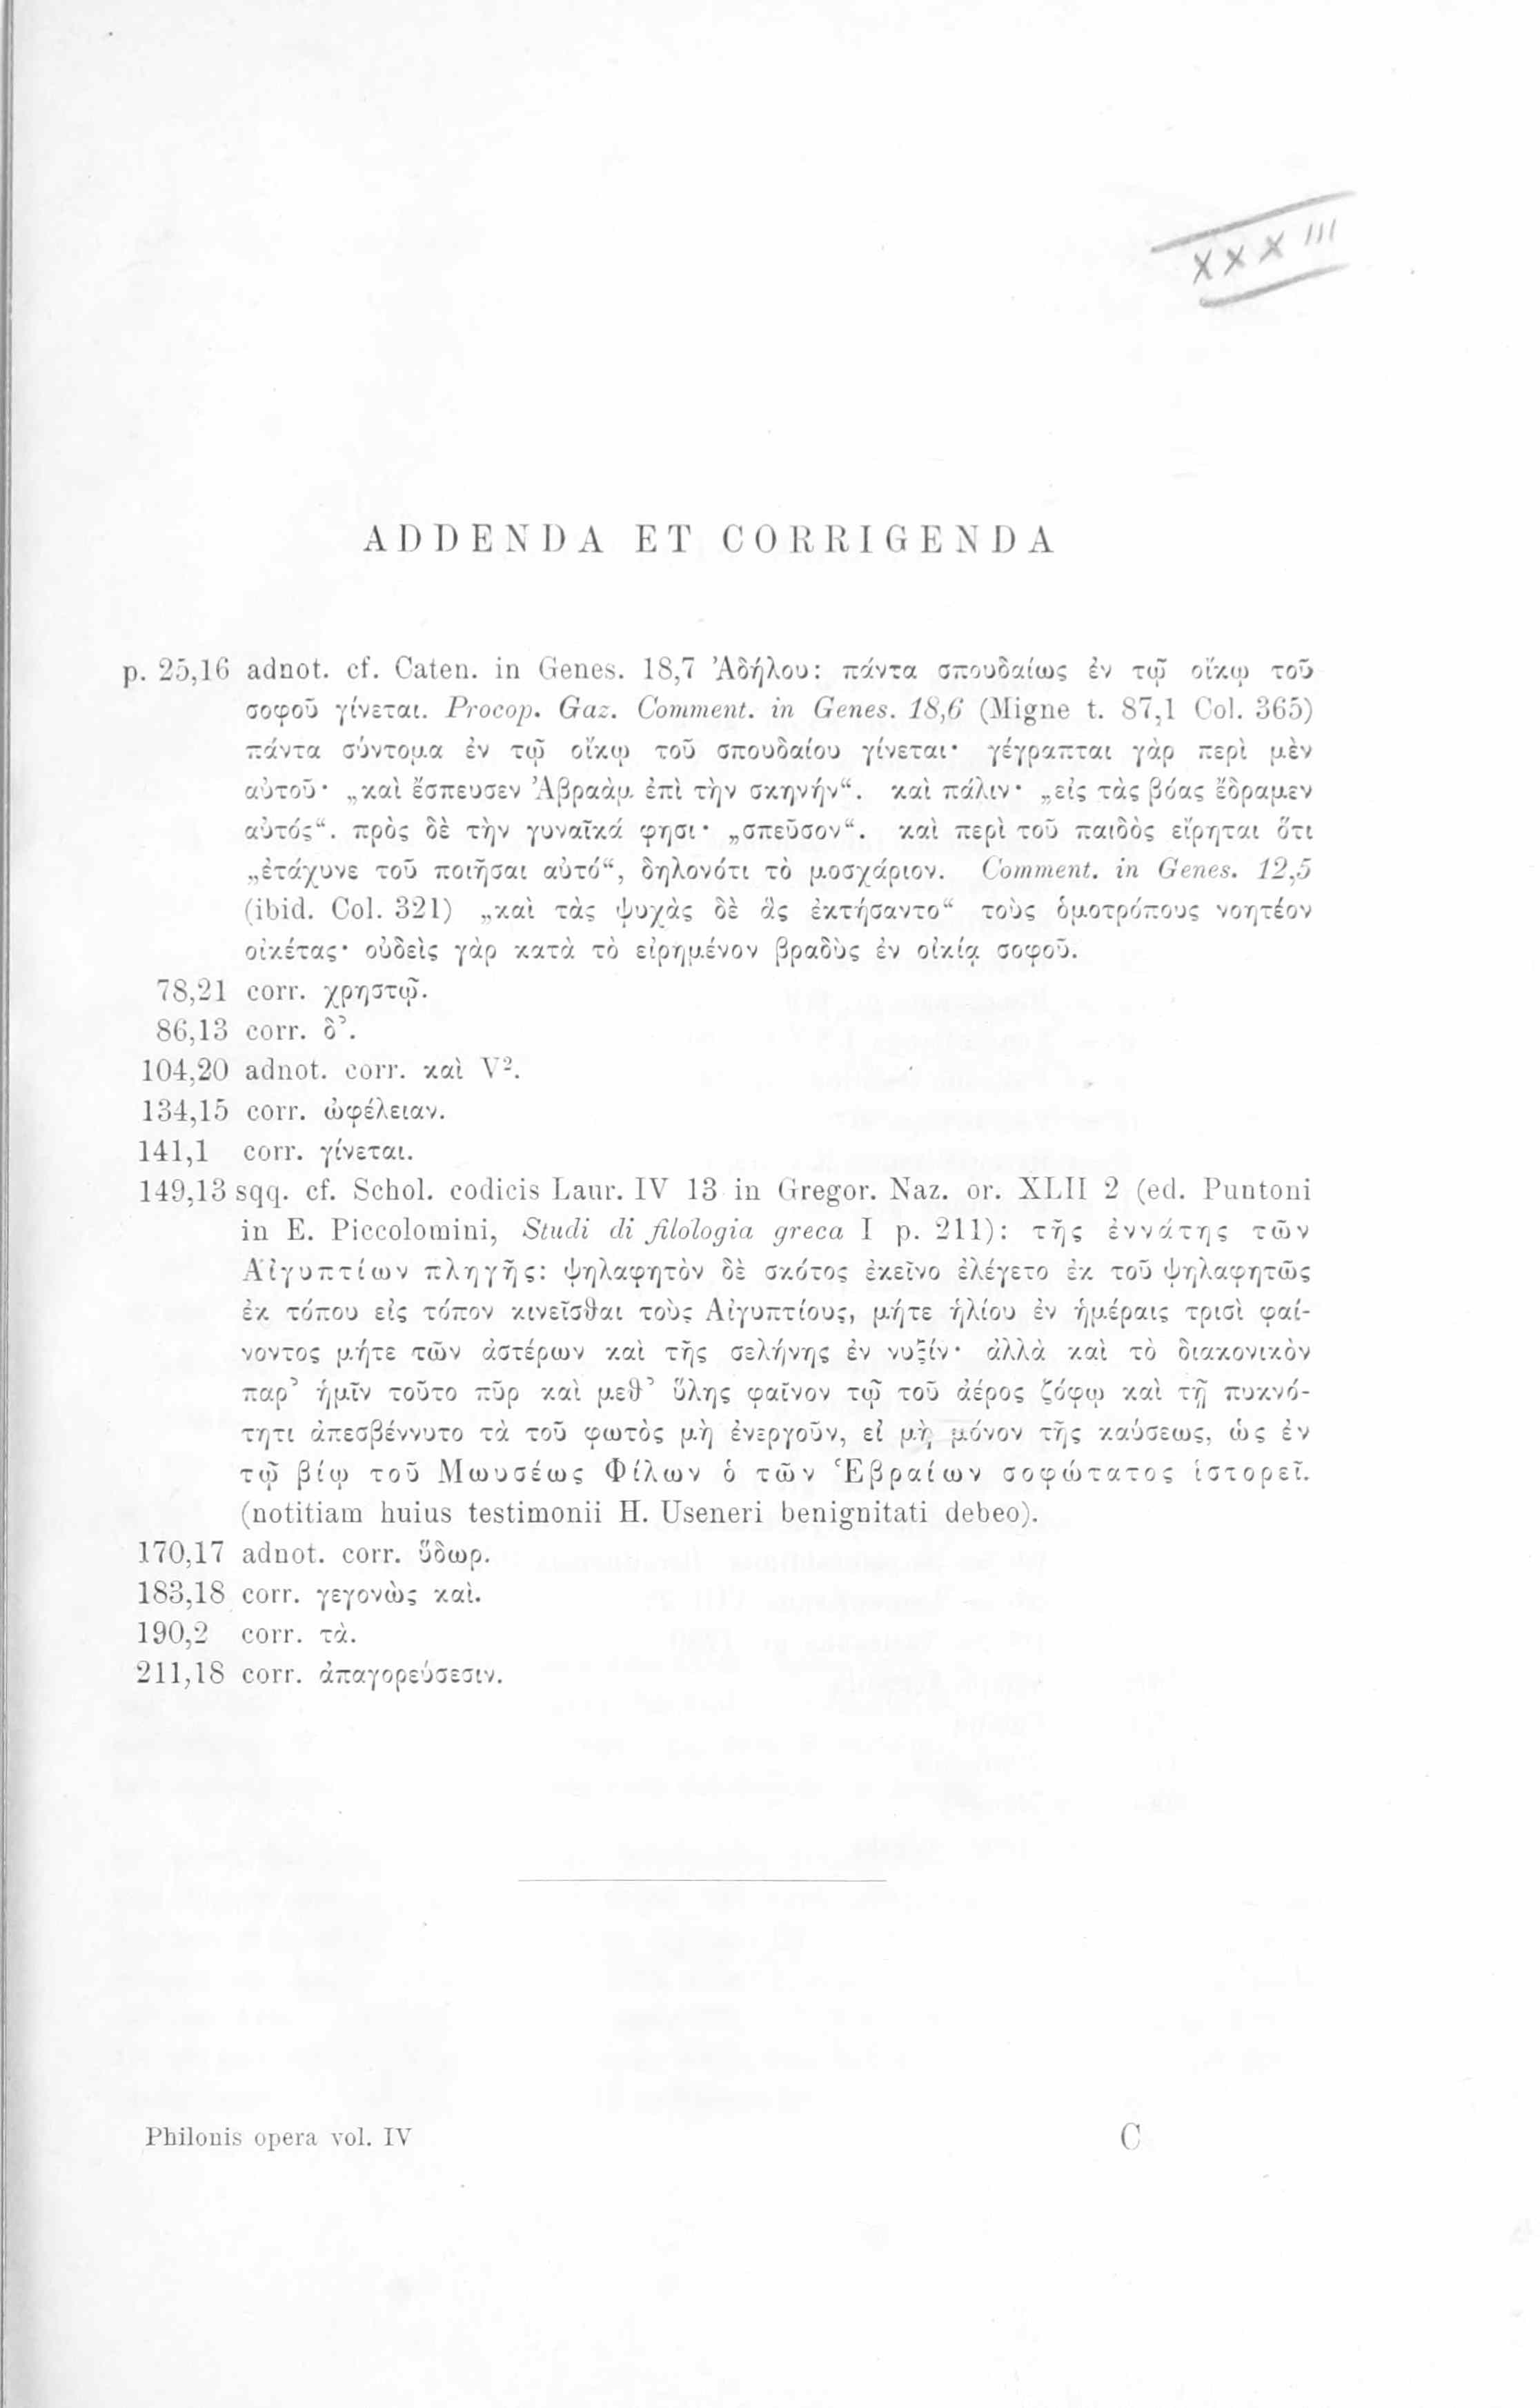 XXXIII
ADDENDA ET CORRIGENDA
p. 25,16 adnot. cf. Caten. in Genes. 18,7 Ἀδήλου: πάντα σπουδαίως ἐν τῷ οἴκῳ τοῦ
σοφοῦ γίνεται. Procop. Gaz. Comment. in Genes. 18,6 (Migne t. 87,1 Col. 365)
πάντα σύντομα ἐν τῷ οἴκῳ τοῦ σπουδαίου γίνεται· γέγραπται γὰρ περὶ μὲν
αὐτοῦ· „καὶ ἔσπευσεν Ἀβραὰμ ἐπὶ τὴν σκηνήν“. καὶ πάλιν· „εἰς τὰς βόας ἔδραμεν
αὐτός“. πρὸς δὲ τὴν γυναῖκά φησι· „σπεῦσον“. καὶ περὶ τοῦ παιδὸς εἴρηται ὅτι
„ἐτάχυνε τοῦ ποιῆσαι αὐτό“, δηλονότι τὸ μοσχάριον. Comment. in Genes. 12,5
(ibid. Col. 321) „καὶ τὰς ψυχὰς δὲ ἃς ἐκτήσαντο“ τοὺς ὁμοτρόπους νοητέον
οἰκέτας· οὐδεὶς γὰρ κατὰ τὸ εἰρημένον βραδὺς ἐν οἰκίᾳ σοφοῦ.
78,21 corr. χρηστῷ.
86,13 corr. δ’.
104,20 adnot. corr. καὶ V².
134,15 corr. ὠφέλειαν.
141,1 corr. γίνεται.
149,13 sqq. cf. Schol. codicis Laur. IV 13 in Gregor. Naz. or. XLII 2 (ed. Puntoni
in E. Piccolomini, Studi di filologia greca I p. 211): τῆς ἐννάτης τῶν
Αἰγυπτίων πληγῆς: ψηλαφητὸν δὲ σκότος ἐκεῖνο ἐλέγετο ἐκ τοῦ ψηλαφητῶς
ἐκ τόπου εἰς τόπον κινεῖσθαι τοὺς Αἰγυπτίους, μήτε ἡλίου ἐν ἡμέραις τρισὶ φαί-
νοντος μήτε τῶν ἀστέρων καὶ τῆς σελήνης ἐν νυξίν· ἀλλὰ καὶ τὸ διακονικὸν
παρ’ ἡμῖν τοῦτο πῦρ καὶ μεθ’ ὕλης φαῖνον τῷ τοῦ ἀέρος ζόφῳ καὶ τῇ πυκνό-
τητι ἀπεσβέννυτο τὰ τοῦ φωτὸς μὴ ἐνεργοῦν, εἰ μὴ μόνον τῆς καύσεως, ὡς ἐν
τῷ βίῳ τοῦ Μωυσέως Φίλων ὁ τῶν Ἑβραίων σοφώτατος ἱστορεῖ.
(notitiam huius testimonii H. Useneri benignitati debeo).
170,17 adnot. corr. ὕδωρ.
183,18 corr. γεγονὼς καὶ.
190,2 corr. τὰ.
211,18 corr. ἀπαγορεύσεσιν.
Philonis opera vol. IV C